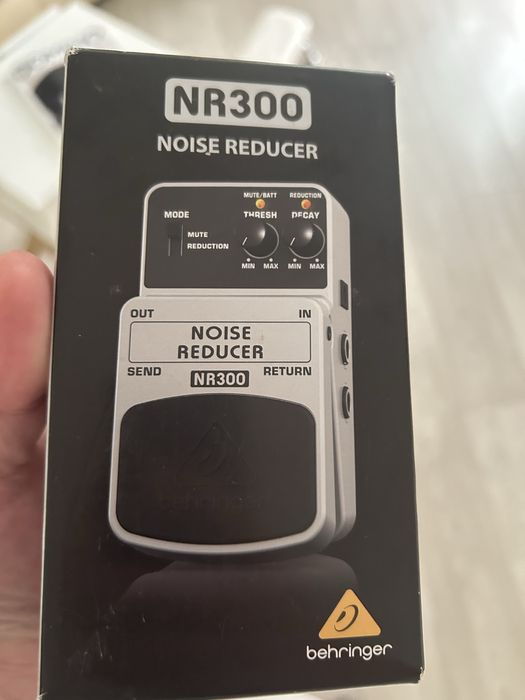 NR300
NOISE REDUCER
MUTE/BATT REDUCTION
MODE THRESH DECAY
MUTE
REDUCTION
MIN MAX MIN MAX
OUT IN
NOISE
REDUCER
SEND RETURN
NR300
behringer
behringer